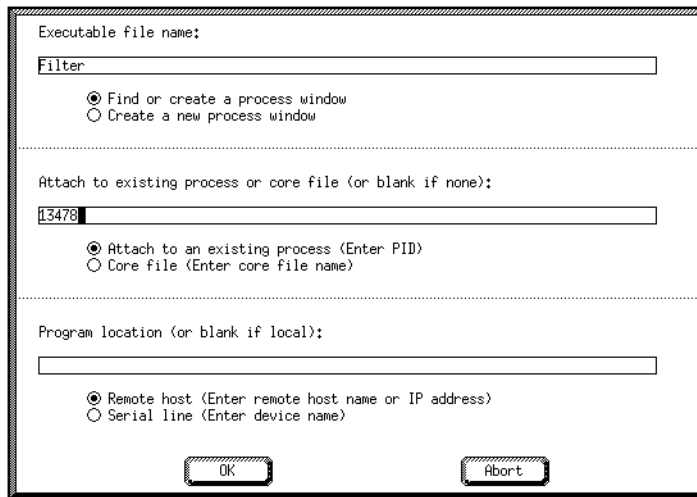 Executable file name:
Filter
Find or create a process window
Create a new process window
Attach to existing process or core file (or blank if none):
13478
Attach to an existing process (Enter PID)
Core file (Enter core file name)
Program location (or blank if local):
Remote host (Enter remote host name or IP address)
Serial line (Enter device name)
OK
Abort